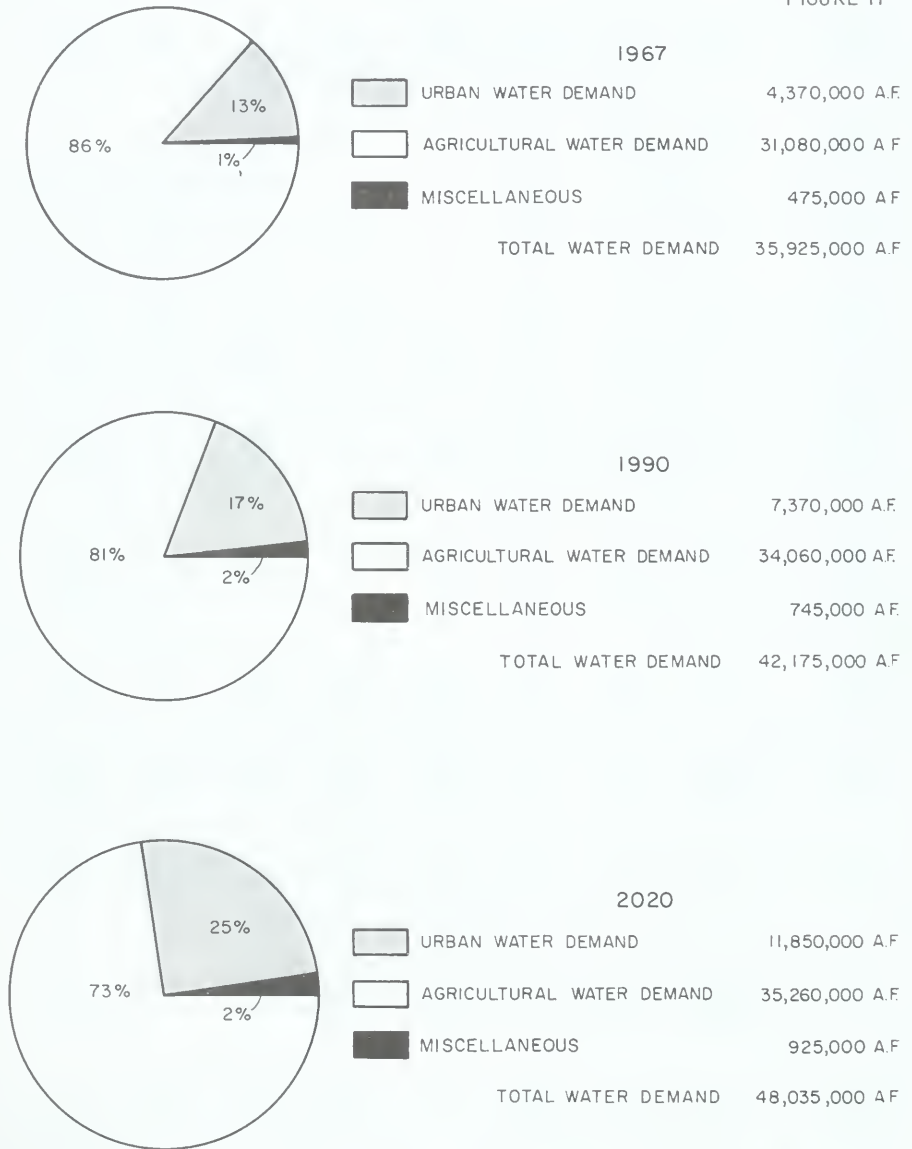 FIGURE 17
1967
URBAN WATER DEMAND 4,370,000 A.F.
13%
86%
AGRICULTURAL WATER DEMAND 31,080,000 A F
1%
MISCELLANEOUS 475,000 A F
TOTAL WATER DEMAND 35,925,000 A.F
1990
17%
URBAN WATER DEMAND 7,370,000 A.F.
81%
AGRICULTURAL WATER DEMAND 34,060,000 A.F.
2%
MISCELLANEOUS 745,000 A F.
TOTAL WATER DEMAND 42,175,000 A.F
2020
25%
URBAN WATER DEMAND 11,850,000 A.F
73%
AGRICULTURAL WATER DEMAND 35,260,000 A.F.
2%
MISCELLANEOUS 925,000 A.F
TOTAL WATER DEMAND 48,035,000 A F